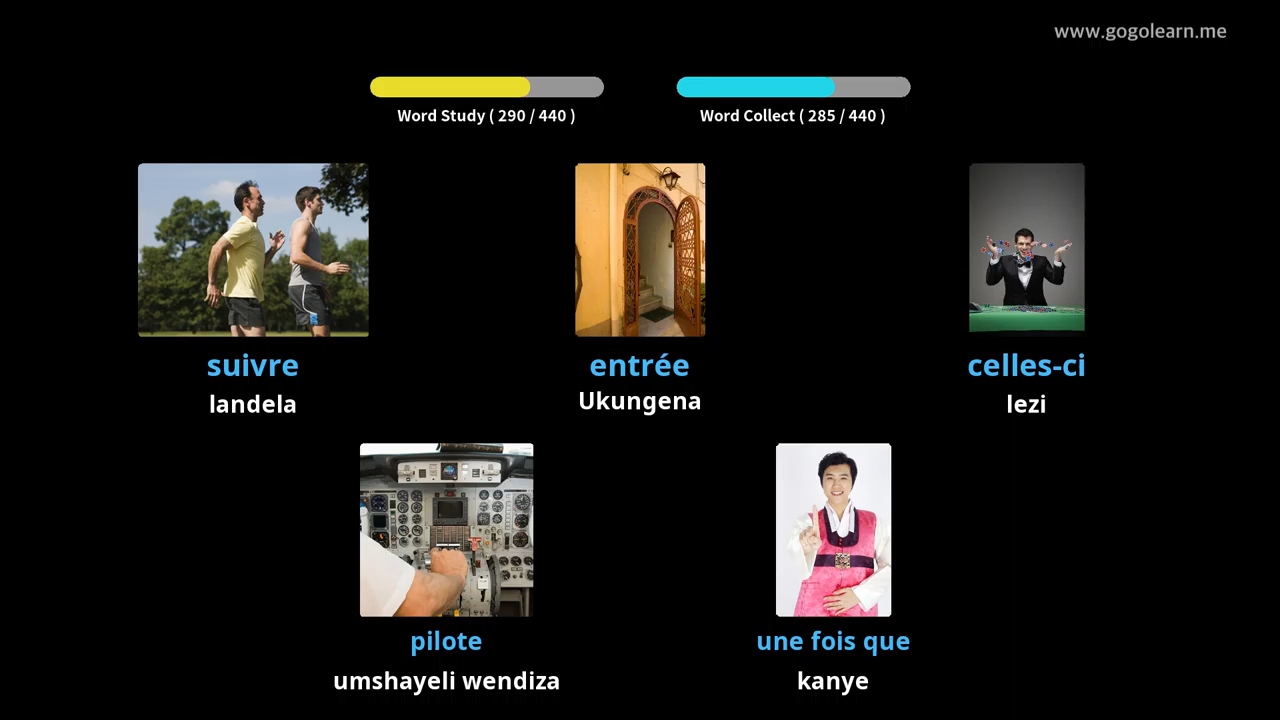 www.gogolearn.me
Word Study ( 290 / 440 )
Word Collect ( 285 / 440 )
suivre
landela
entrée
Ukungena
celles-ci
lezi
pilote
umshayeli wendiza
une fois que
kanye